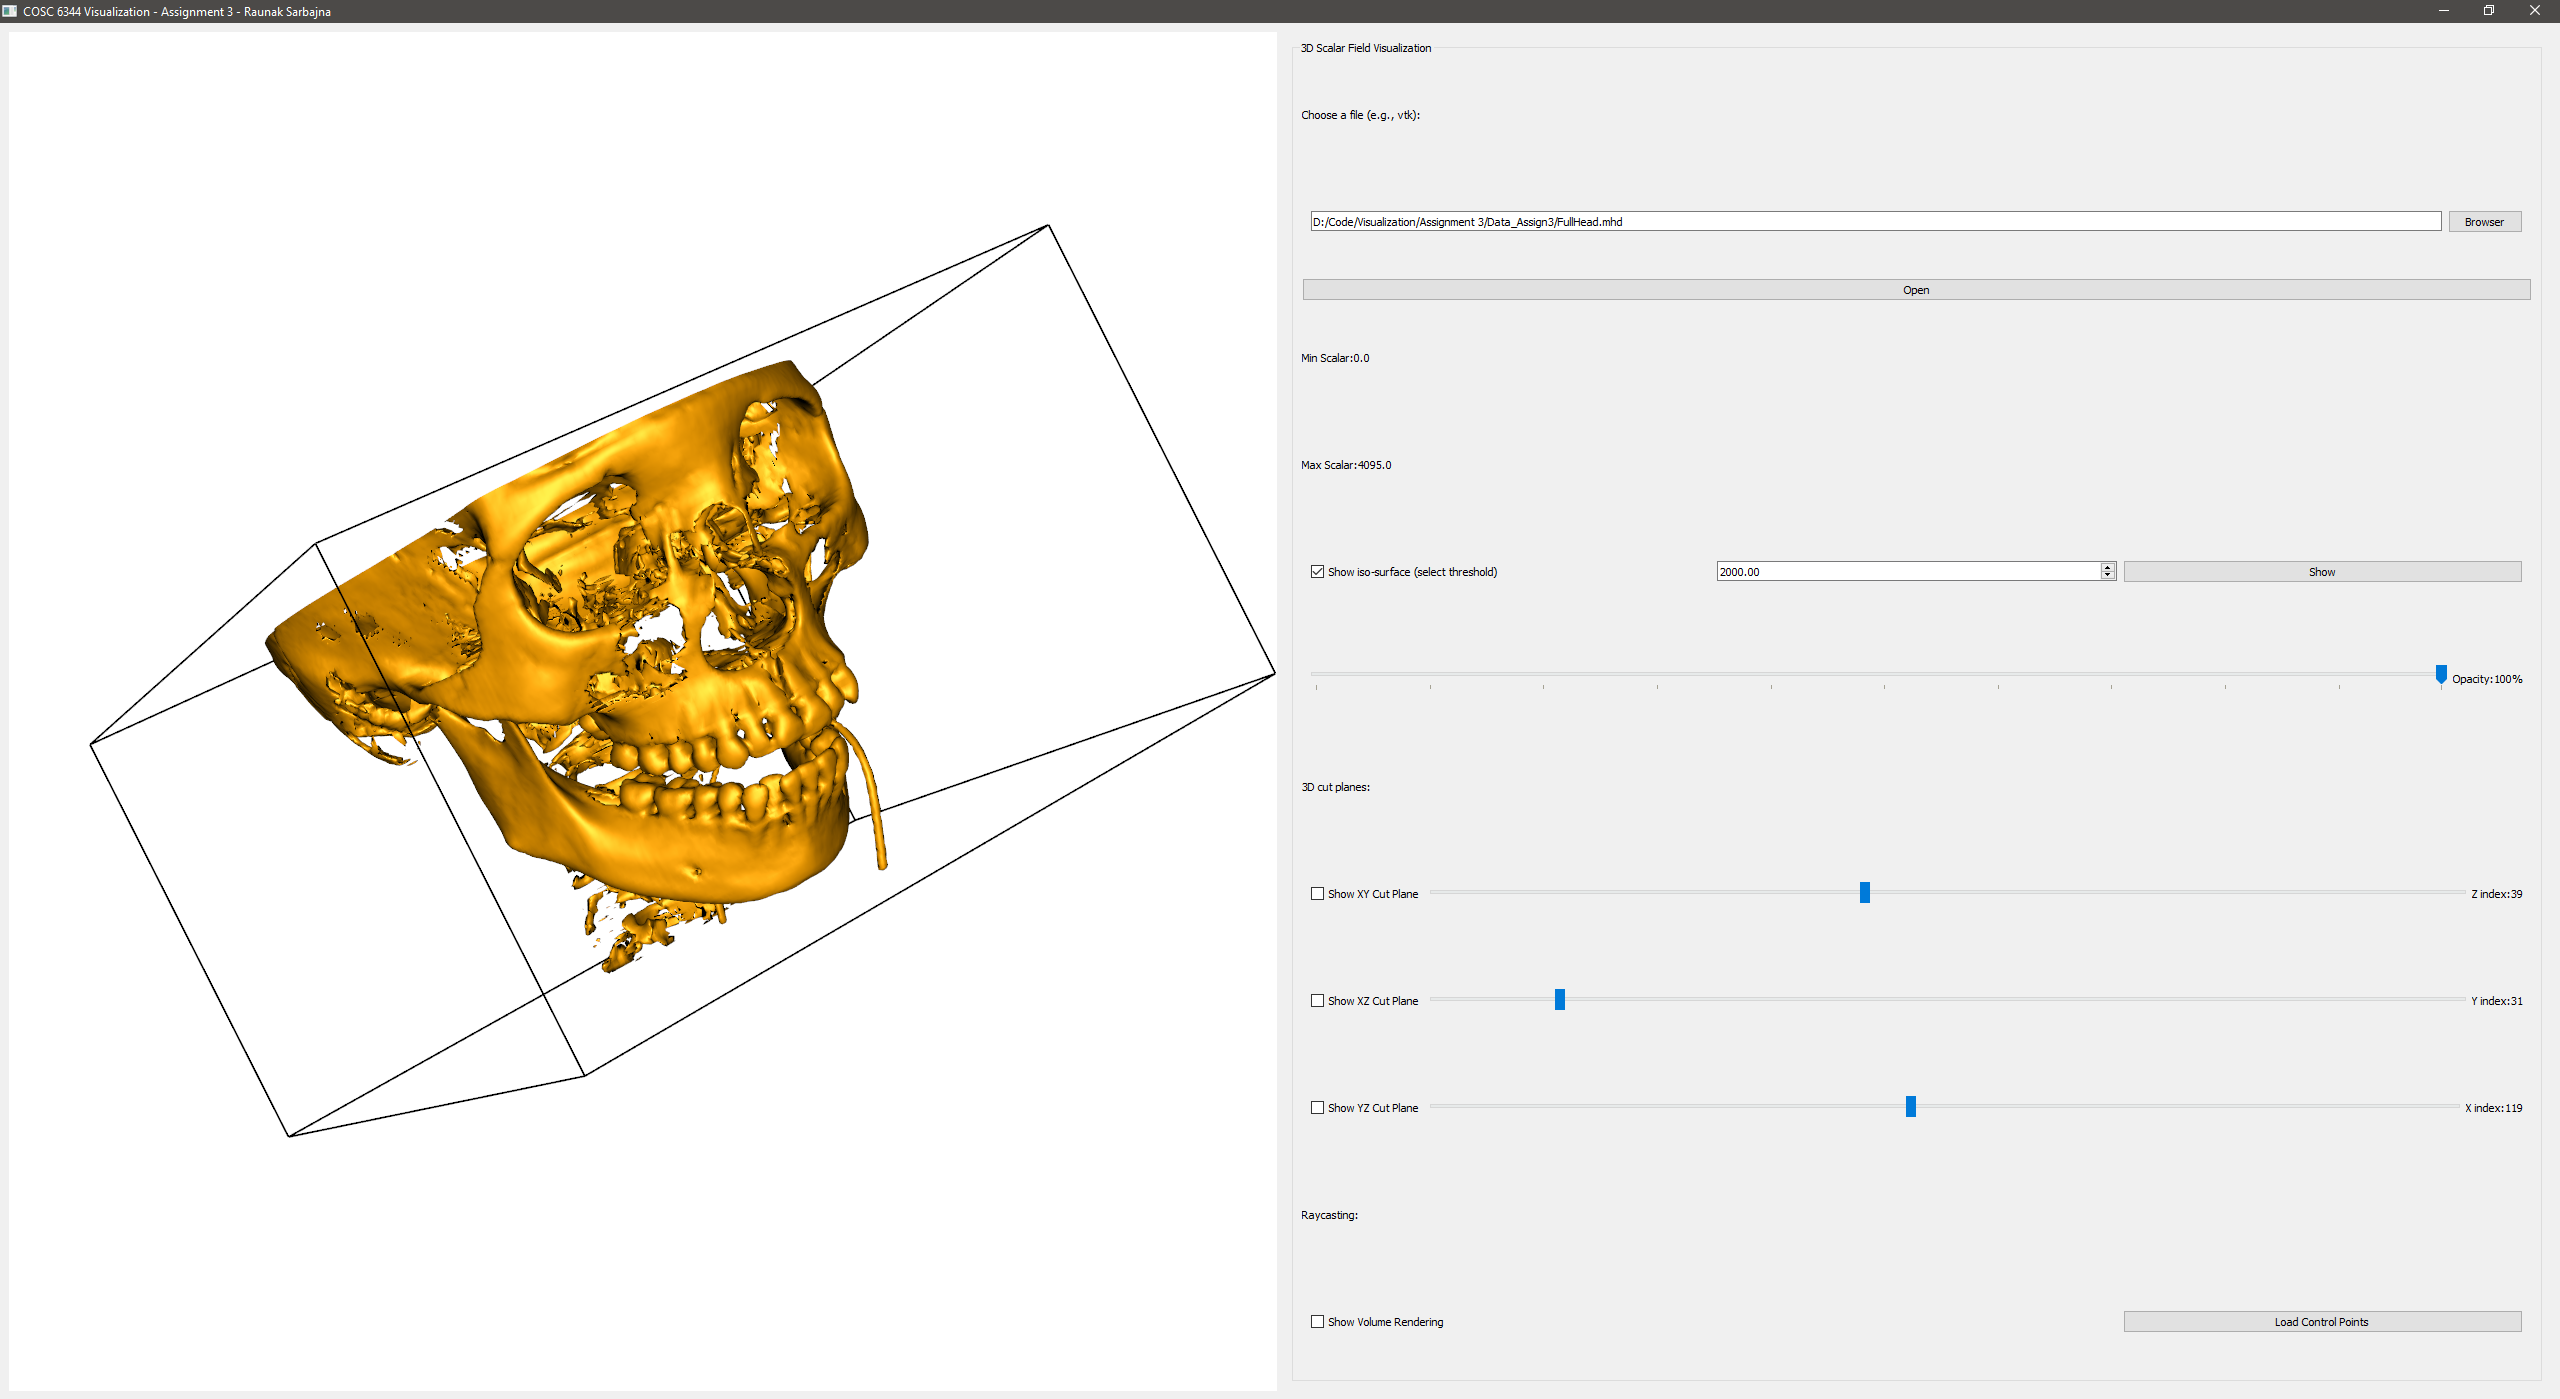 COSC 6344 Visualization - Assignment 3 - Raunak Sarbajna
3D Scalar Field Visualization
Choose a file (e.g., vtk):
D:/Code/Visualization/Assignment 3/Data_Assign3/FullHead.mhd
Browser
Open
Min Scalar:0.0
Max Scalar:4095.0
Show iso-surface (select threshold)
2000.00
Show
Opacity:100%
3D cut planes:
Show XY Cut Plane
Z index:39
Show XZ Cut Plane
Y index:31
Show YZ Cut Plane
X index:119
Raycasting:
Show Volume Rendering
Load Control Points